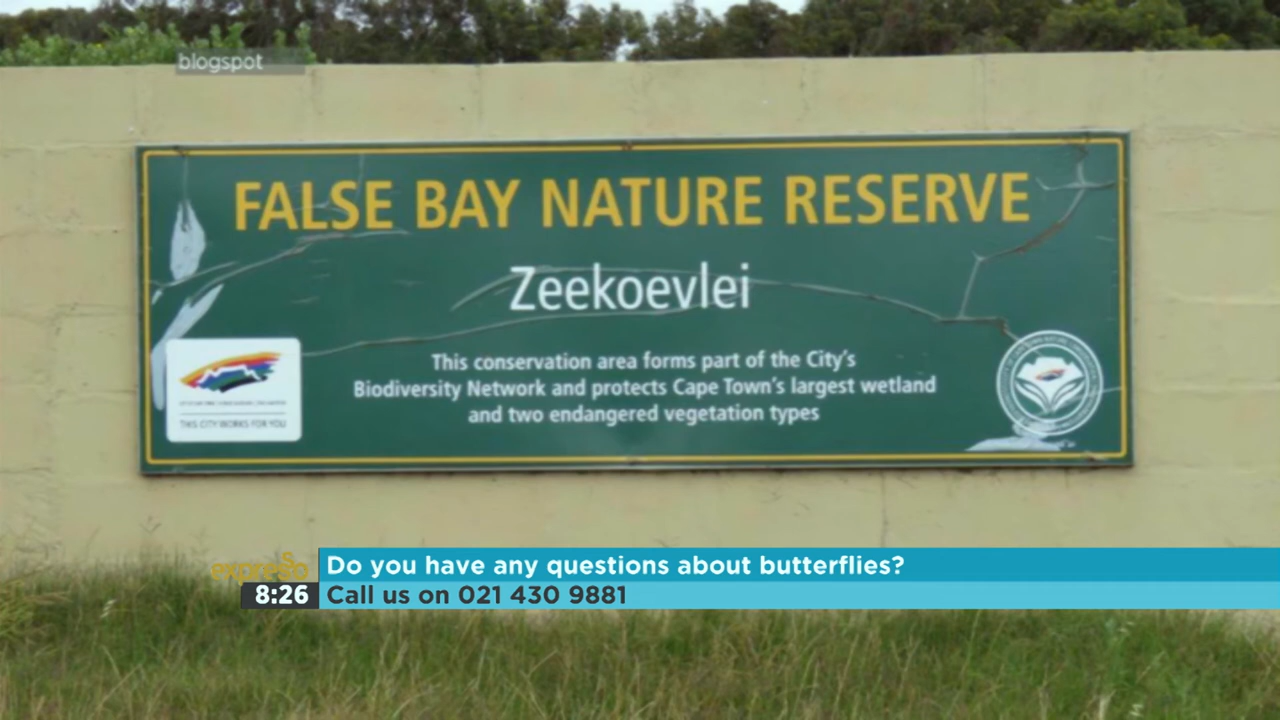 blogspot
FALSE BAY NATURE RESERVE
Zeekoevlei
This conservation area forms part of the City's
Biodiversity Network and protects Cape Town's largest wetland
and two endangered vegetation types
THIS CITY WORKS FOR YOU
expresso
Do you have any questions about butterflies?
8:26
Call us on 021 430 9881